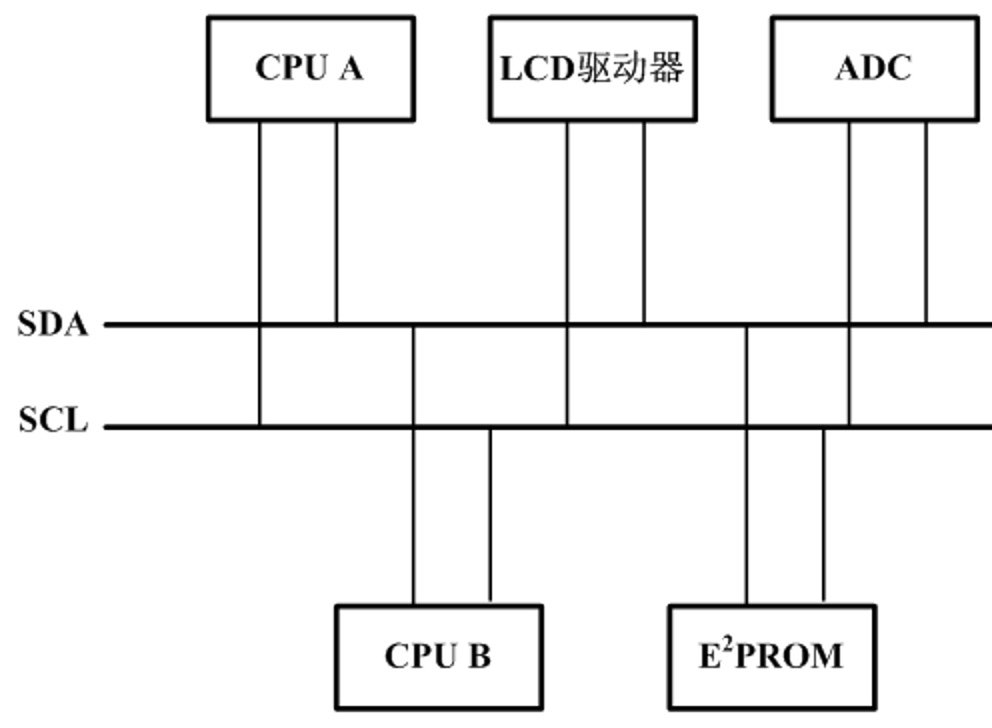 CPU A
LCD驱动器
ADC
SDA
SCL
CPU B
E²PROM